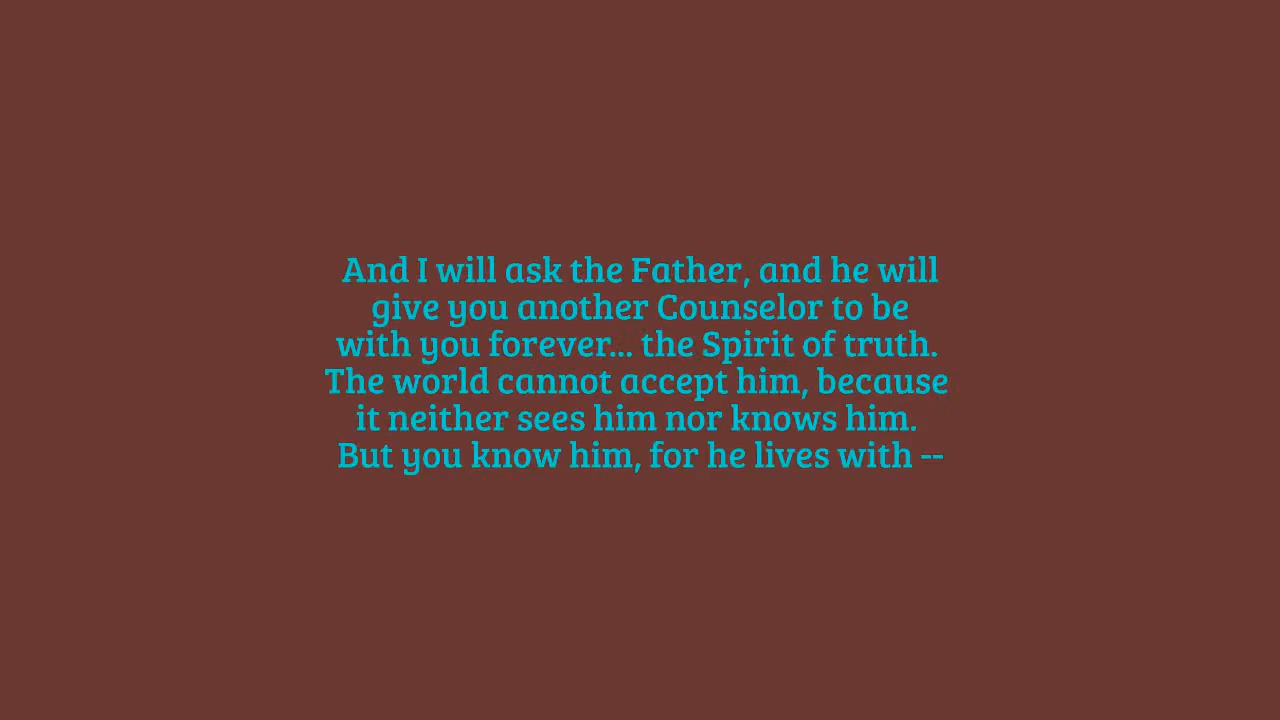 And I will ask the Father, and he will
give you another Counselor to be
with you forever... the Spirit of truth.
The world cannot accept him, because
it neither sees him nor knows him.
But you know him, for he lives with --